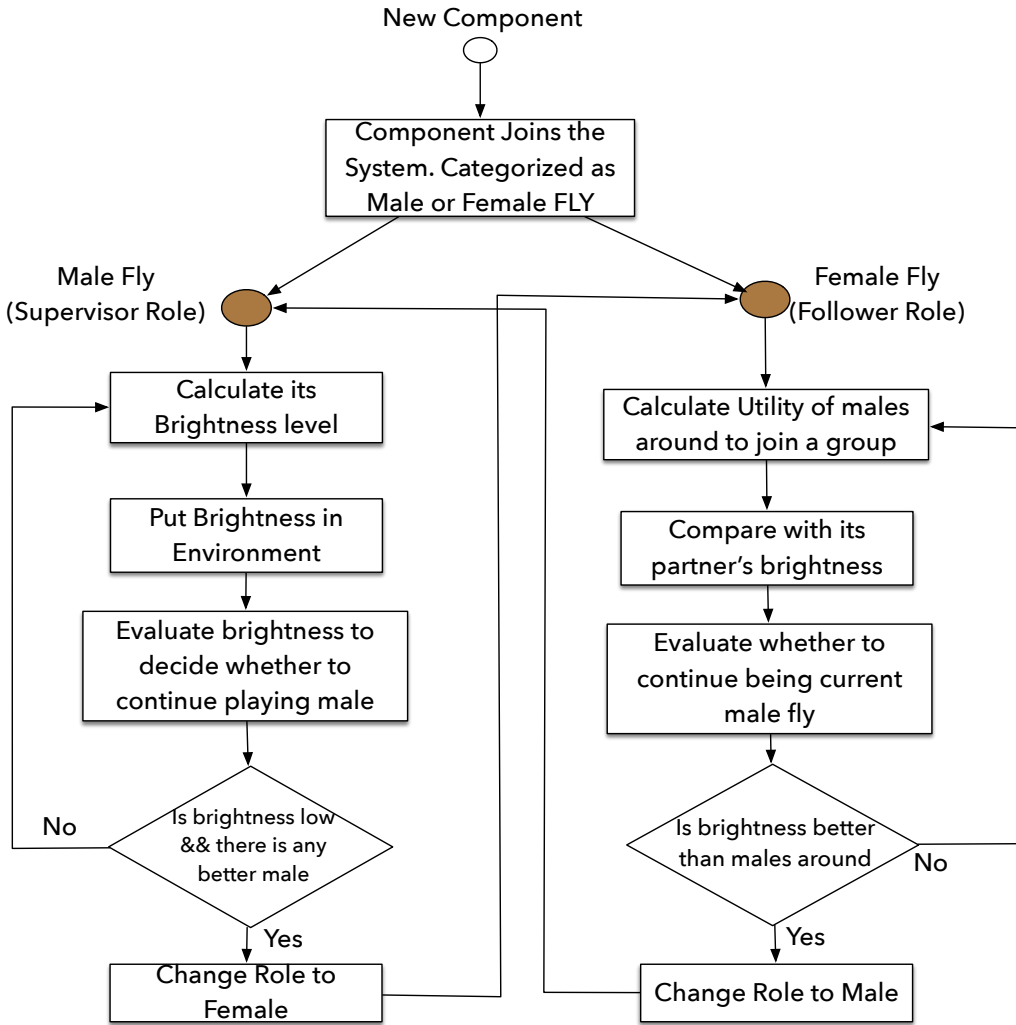 New Component
Component Joins the
System. Categorized as
Male or Female FLY
Male Fly
(Supervisor Role)
Female Fly
(Follower Role)
Calculate its
Brightness level
Put Brightness in
Environment
Evaluate brightness to
decide whether to
continue playing male
Is brightness low
&& there is any
better male
No
Yes
Change Role to
Female
Calculate Utility of males
around to join a group
Compare with its
partner’s brightness
Evaluate whether to
continue being current
male fly
Is brightness better
than males around
No
Yes
Change Role to Male